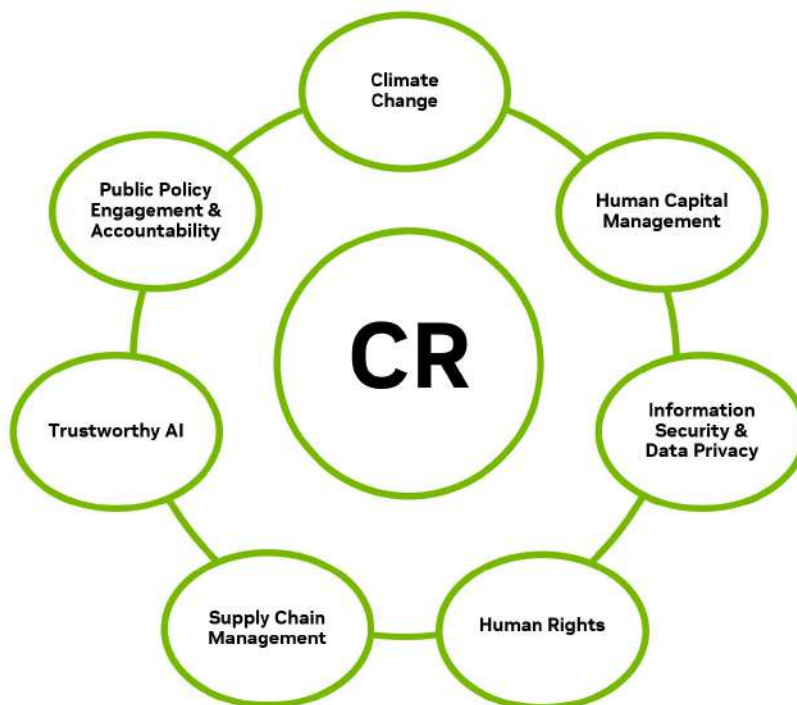 Climate
Change
Human Capital
Management
Information
Security &
Data Privacy
Human Rights
Supply Chain
Management
Trustworthy AI
Public Policy
Engagement &
Accountability
CR